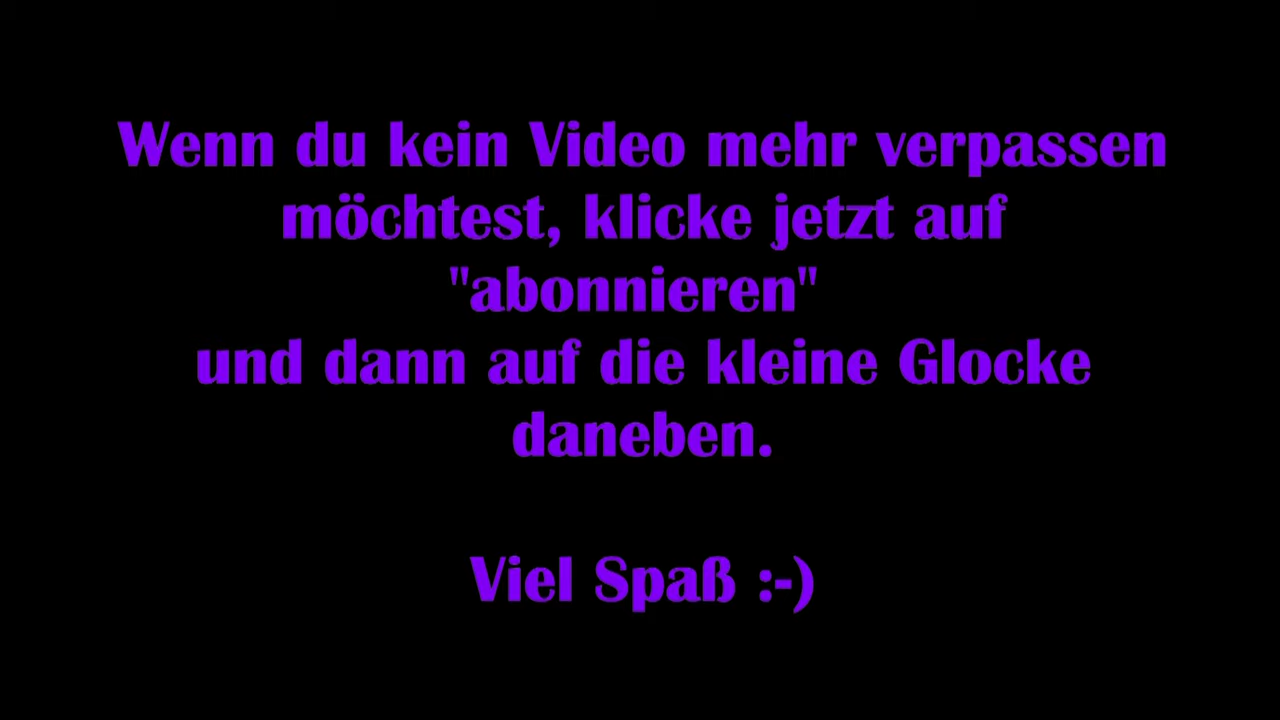 Wenn du kein Video mehr verpassen
möchtest, klicke jetzt auf
"abonnieren"
und dann auf die kleine Glocke
daneben.
Viel Spaß :-)